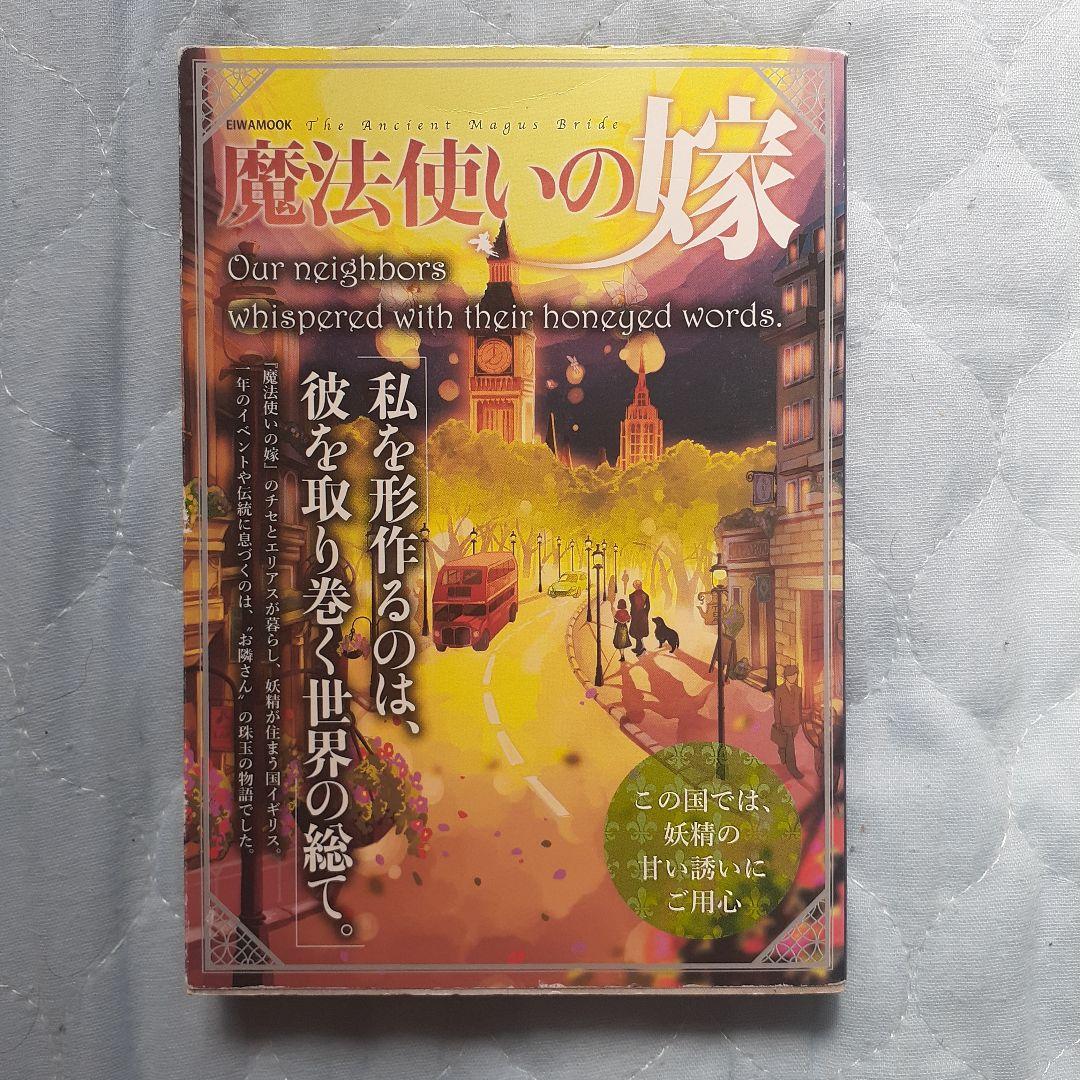 EIWAMOOK The Ancient Magus Bride
魔法使いの嫁
Our neighbors
whispered with their honeyed words.
「私を形作るのは、
彼を取り巻く世界の総て。」
『魔法使いの嫁』のチセとエリアスが暮らし、妖精が住まう国イギリス。
一年のイベントや伝統に息づくのは、〝お隣さん〟の珠玉の物語でした。
この国では、
妖精の
甘い誘いに
ご用心